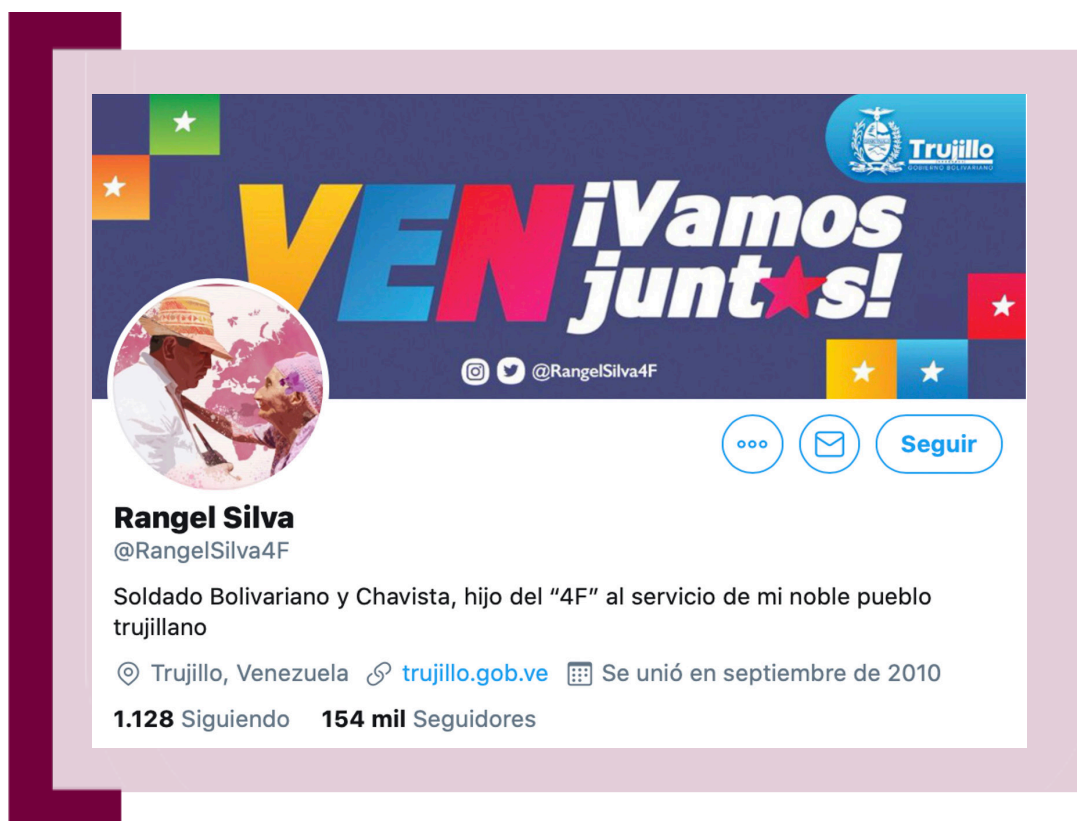 Trujillo
GOBIERNO BOLIVARIANO
VEN
¡Vamos
juntos!
@RangelSilva4F
Seguir
Rangel Silva
@RangelSilva4F
Soldado Bolivariano y Chavista, hijo del “4F” al servicio de mi noble pueblo
trujillano
Trujillo, Venezuela trujillo.gob.ve Se unió en septiembre de 2010
1.128 Siguiendo 154 mil Seguidores